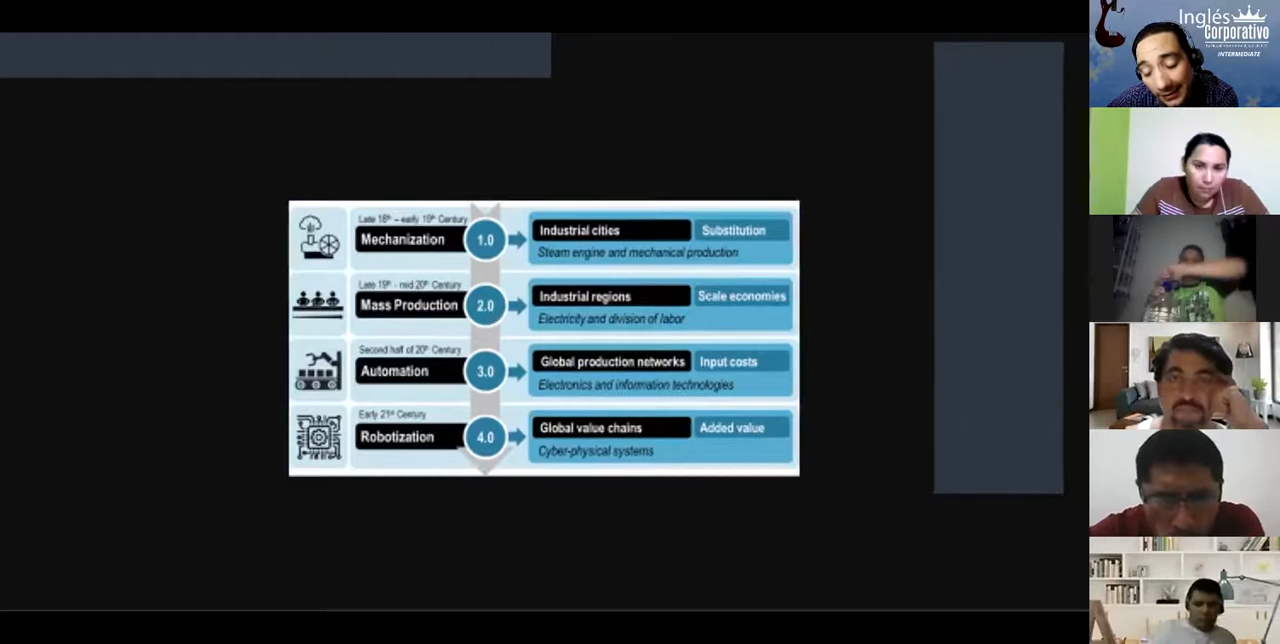 Inglés
Corporativo
INTERMEDIATE
Late 18th – early 19th Century
Mechanization
1.0
Industrial cities
Substitution
Steam engine and mechanical production
Late 19th - mid 20th Century
Mass Production
2.0
Industrial regions
Scale economies
Electricity and division of labor
Second half of 20th Century
Automation
3.0
Global production networks
Input costs
Electronics and information technologies
Early 21st Century
Robotization
4.0
Global value chains
Added value
Cyber-physical systems